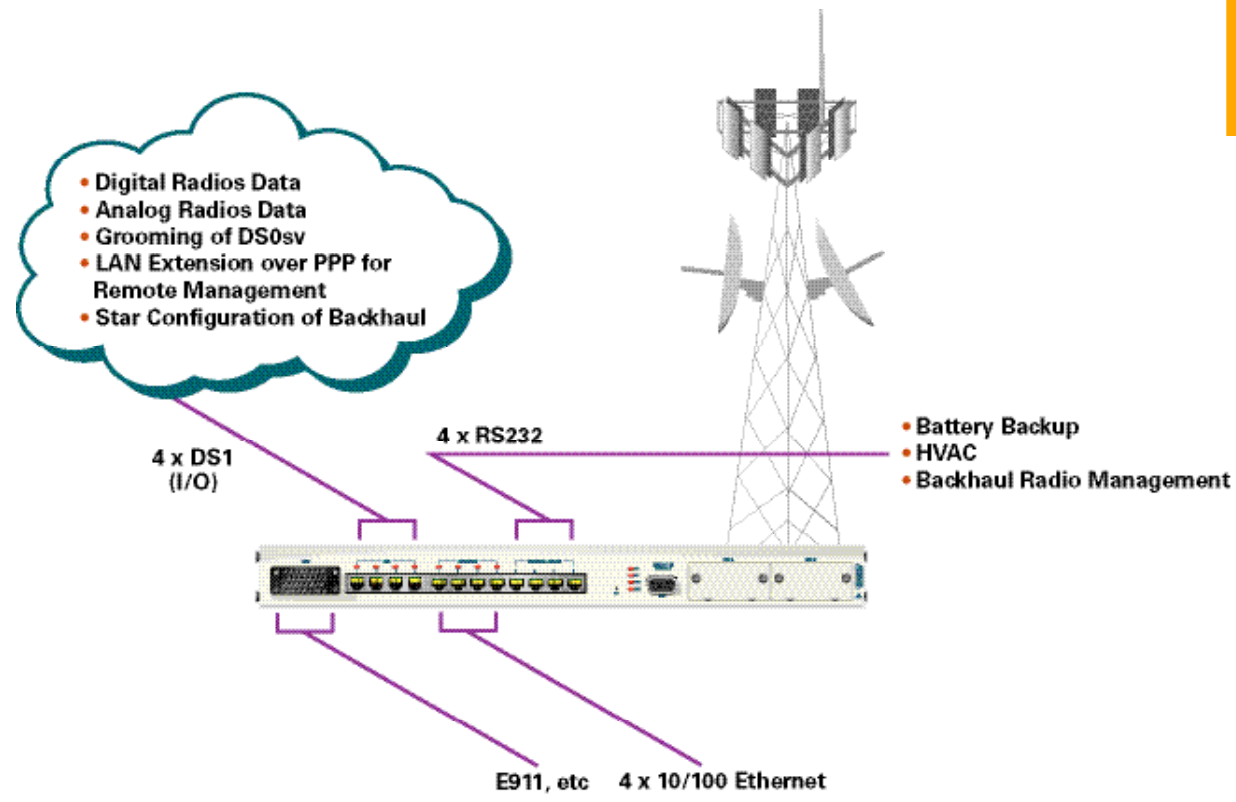 • Digital Radios Data
• Analog Radios Data
• Grooming of DS0sv
• LAN Extension over PPP for
Remote Management
• Star Configuration of Backhaul
4 x DS1
(I/O)
4 x RS232
• Battery Backup
• HVAC
• Backhaul Radio Management
E911, etc
4 x 10/100 Ethernet